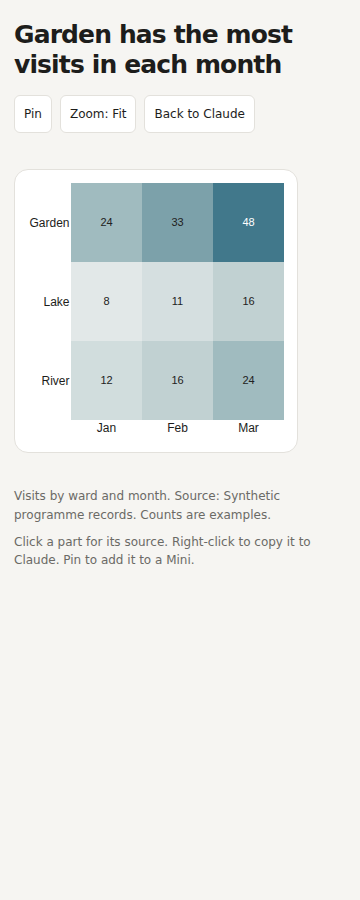 Garden has the most
visits in each month
Pin
Zoom: Fit
Back to Claude
Garden 24 33 48
Lake 8 11 16
River 12 16 24
Jan Feb Mar
Visits by ward and month. Source: Synthetic
programme records. Counts are examples.
Click a part for its source. Right-click to copy it to
Claude. Pin to add it to a Mini.